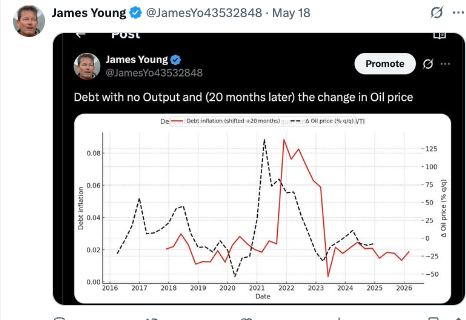 James Young @JamesYo43532848 · May 18
Post
James Young
@JamesYo43532848
Promote
Debt with no Output and (20 months later) the change in Oil price
De
Debt inflation (shifted +20 months)
Δ Oil price (% q/q)
/TI
Debt inflation
0.08
0.06
0.04
0.02
0.00
125
100
75
50
25
0
−25
−50
Δ Oil price (% q/q)
2016 2017 2018 2019 2020 2021 2022 2023 2024 2025 2026
Date